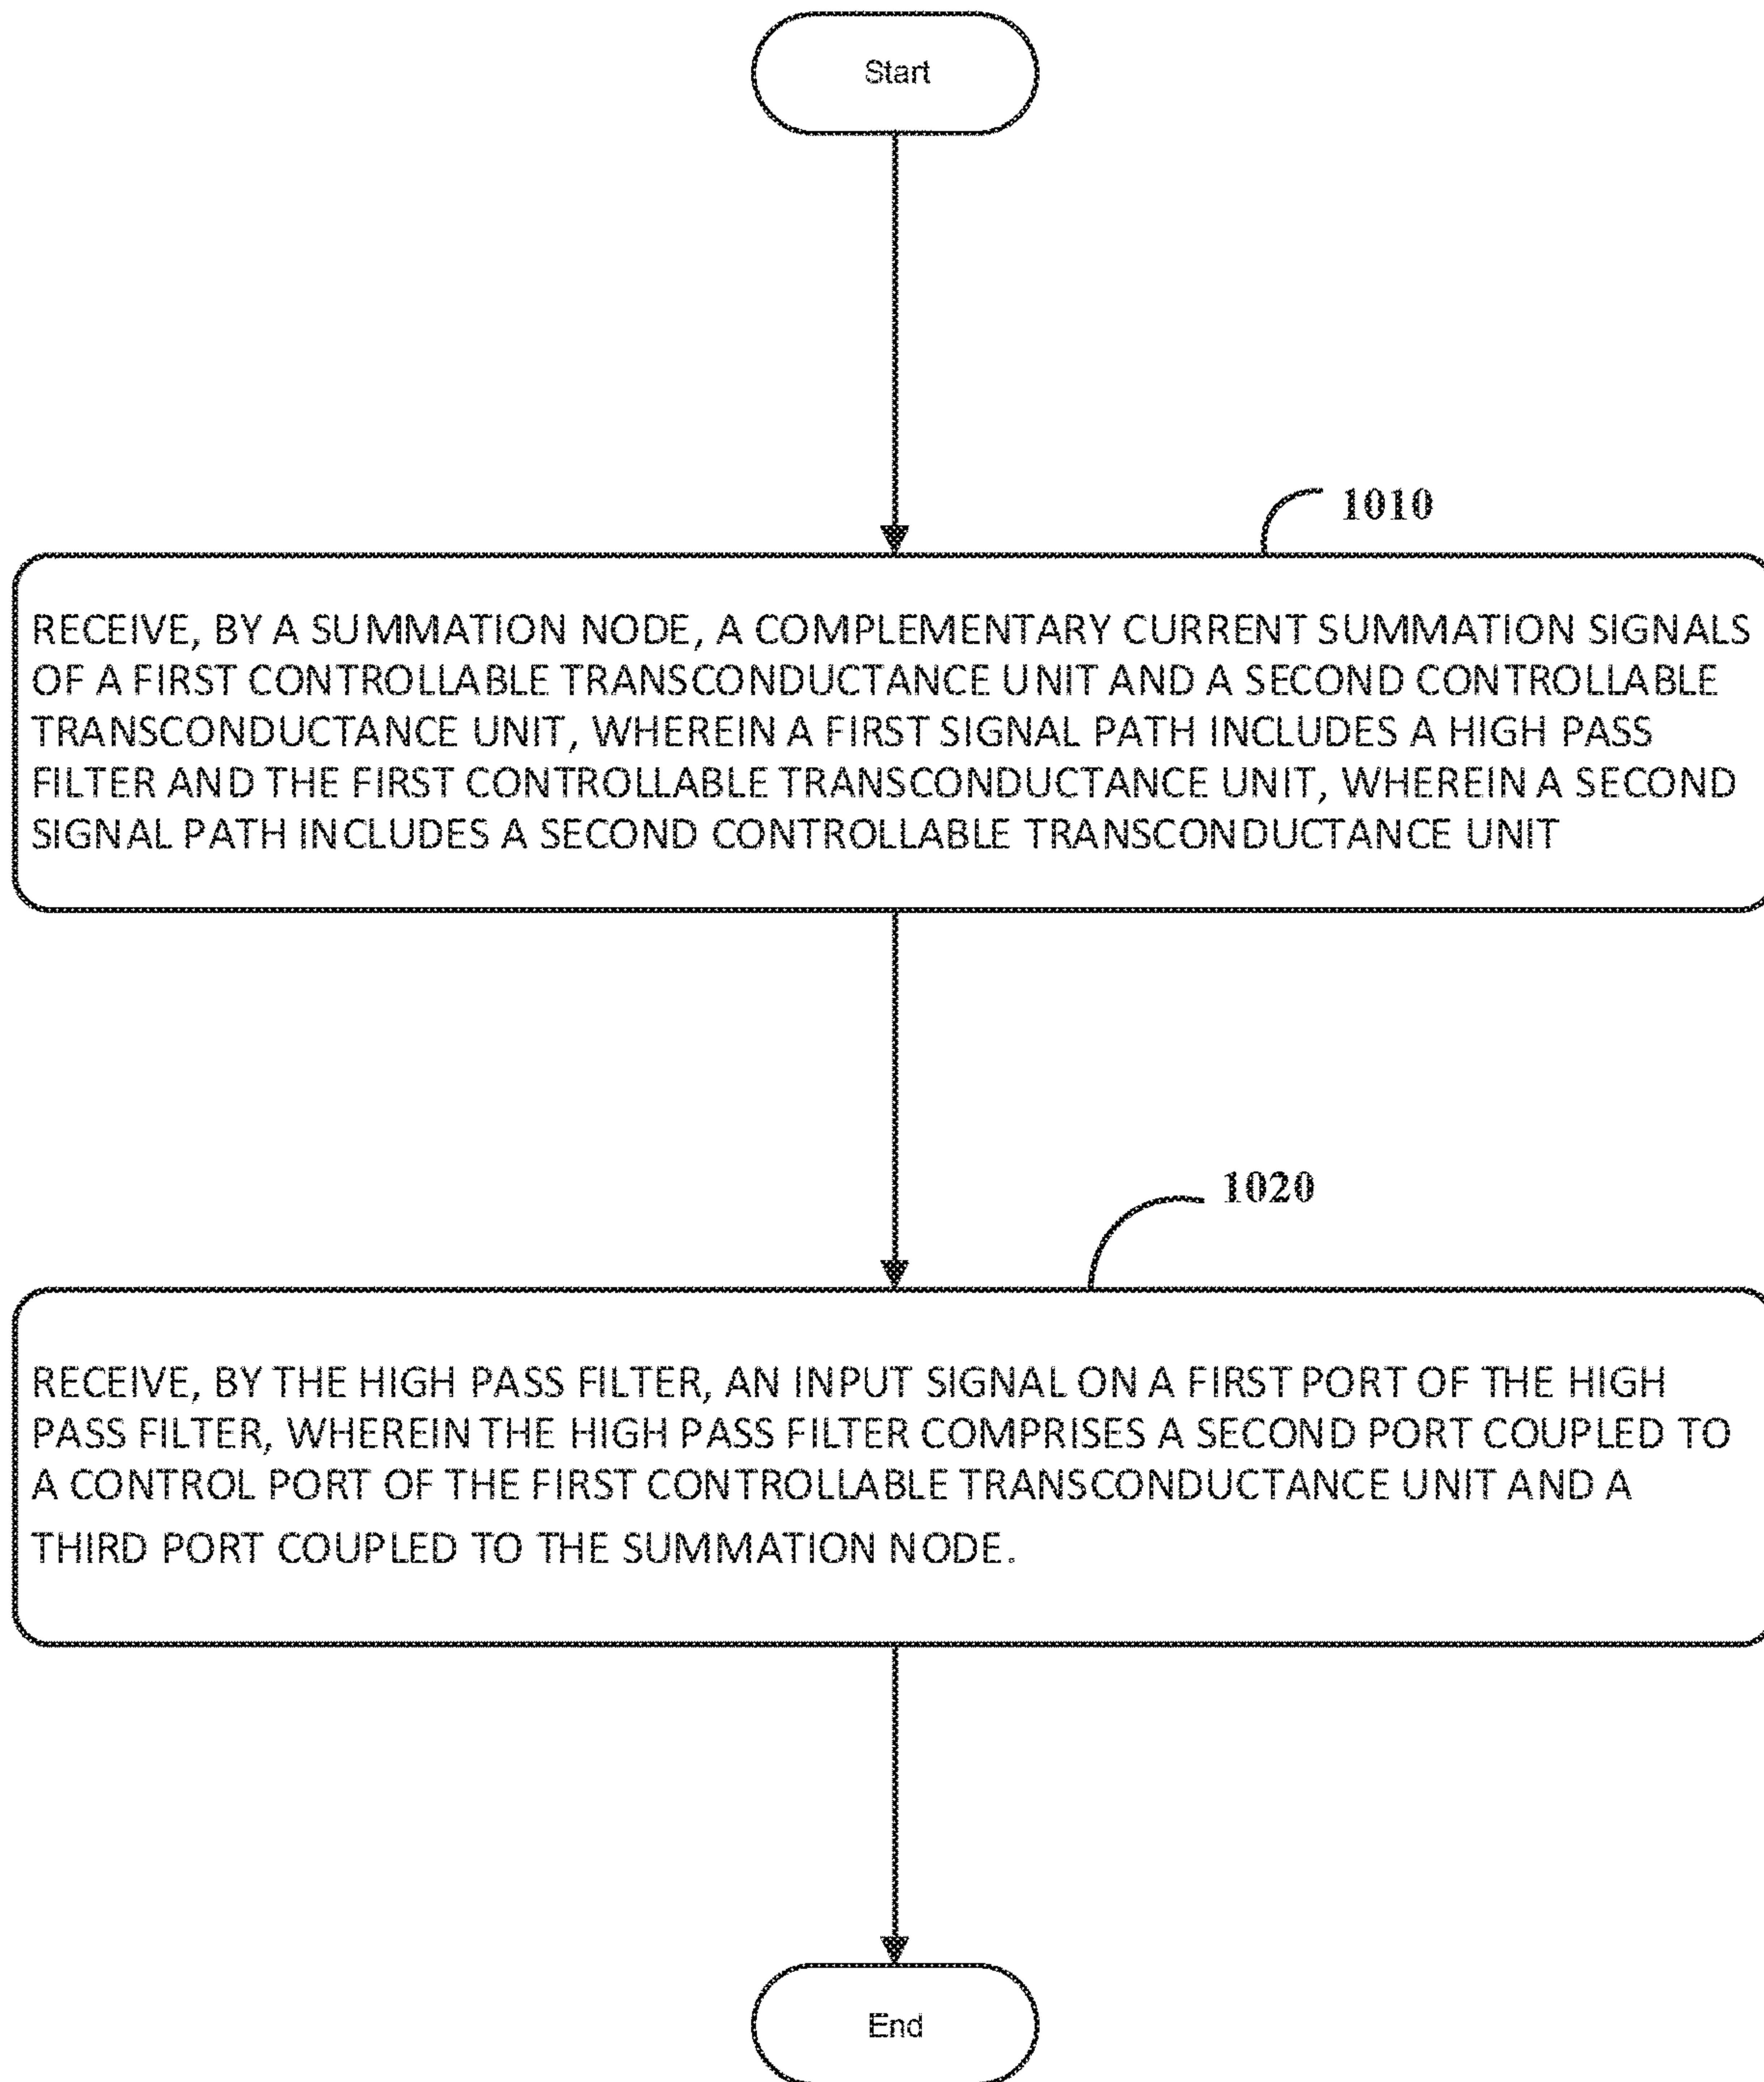 Start
1010
RECEIVE, BY A SUMMATION NODE, A COMPLEMENTARY CURRENT SUMMATION SIGNALS
OF A FIRST CONTROLLABLE TRANSCONDUCTANCE UNIT AND A SECOND CONTROLLABLE
TRANSCONDUCTANCE UNIT, WHEREIN A FIRST SIGNAL PATH INCLUDES A HIGH PASS
FILTER AND THE FIRST CONTROLLABLE TRANSCONDUCTANCE UNIT, WHEREIN A SECOND
SIGNAL PATH INCLUDES A SECOND CONTROLLABLE TRANSCONDUCTANCE UNIT
1020
RECEIVE, BY THE HIGH PASS FILTER, AN INPUT SIGNAL ON A FIRST PORT OF THE HIGH
PASS FILTER, WHEREIN THE HIGH PASS FILTER COMPRISES A SECOND PORT COUPLED TO
A CONTROL PORT OF THE FIRST CONTROLLABLE TRANSCONDUCTANCE UNIT AND A
THIRD PORT COUPLED TO THE SUMMATION NODE.
End